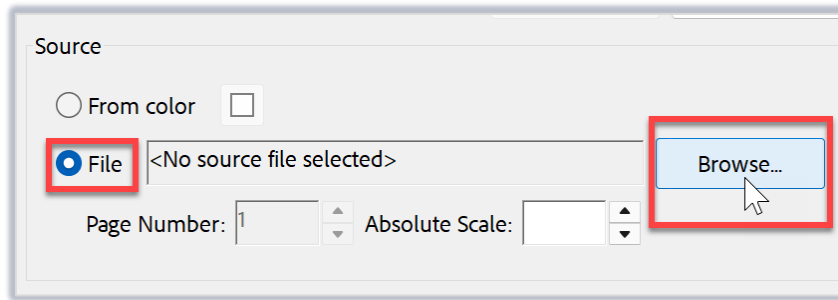 Source
From color
File <No source file selected> Browse...
Page Number: 1 Absolute Scale: